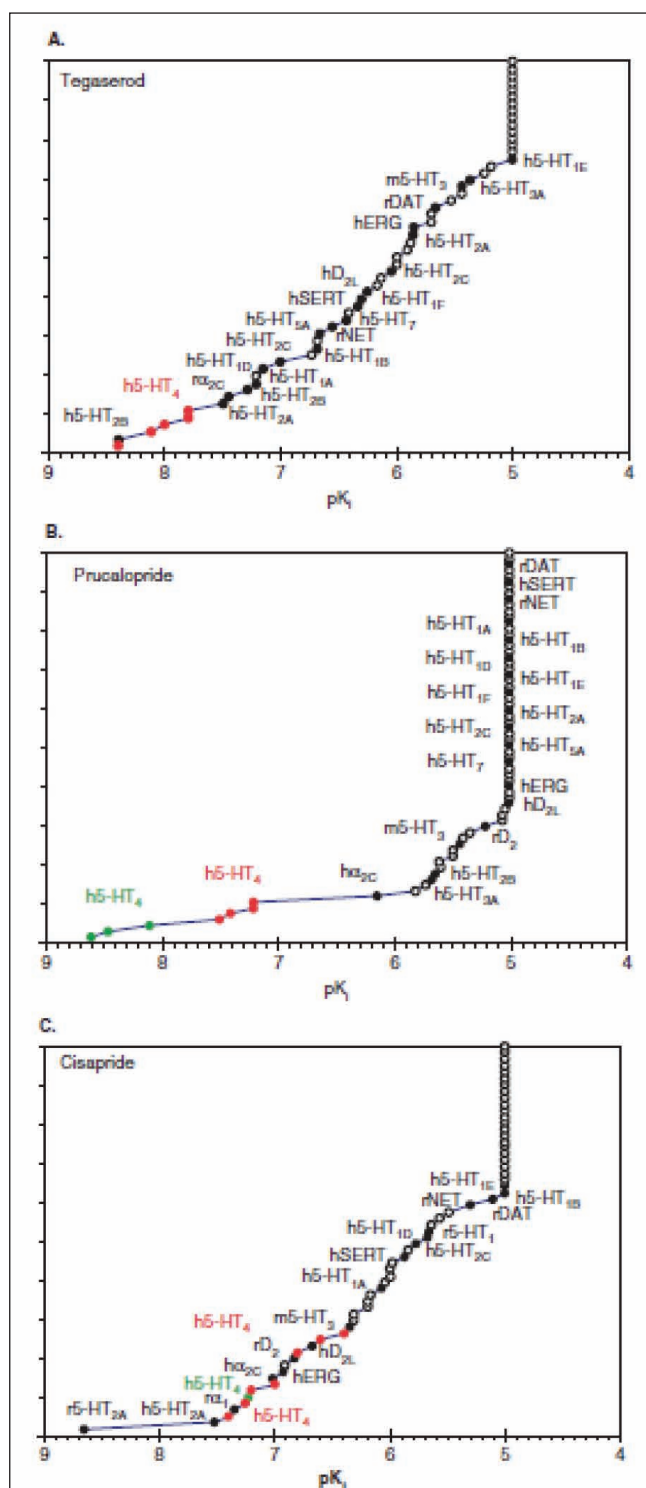 A.
Tegaserod
h5-HT1E
m5-HT3
h5-HT3A
rDAT
hERG
h5-HT2A
h5-HT2C
hD2L
h5-HT1F
hSERT
h5-HT7
h5-HT5A
rNET
h5-HT2C
h5-HT1B
h5-HT1D
h5-HT1A
h5-HT4
rα2C
h5-HT2B
h5-HT2A
h5-HT2B
9 8 7 6 5 4
pKi
B.
Prucalopride
rDAT
hSERT
rNET
h5-HT1A
h5-HT1B
h5-HT1D
h5-HT1E
h5-HT1F
h5-HT2A
h5-HT2C
h5-HT5A
h5-HT7
hERG
hD2L
m5-HT3
rD2
hα2C
h5-HT2B
h5-HT4
h5-HT3A
h5-HT4
9 8 7 6 5 4
pKi
C.
Cisapride
h5-HT1E
rNET
h5-HT1B
rDAT
h5-HT1D
r5-HT1
h5-HT2C
hSERT
h5-HT1A
m5-HT3
h5-HT4
rD2
hD2L
hα2C
hERG
h5-HT4
rα1
r5-HT2A
h5-HT2A
h5-HT4
9 8 7 6 5 4
pKi